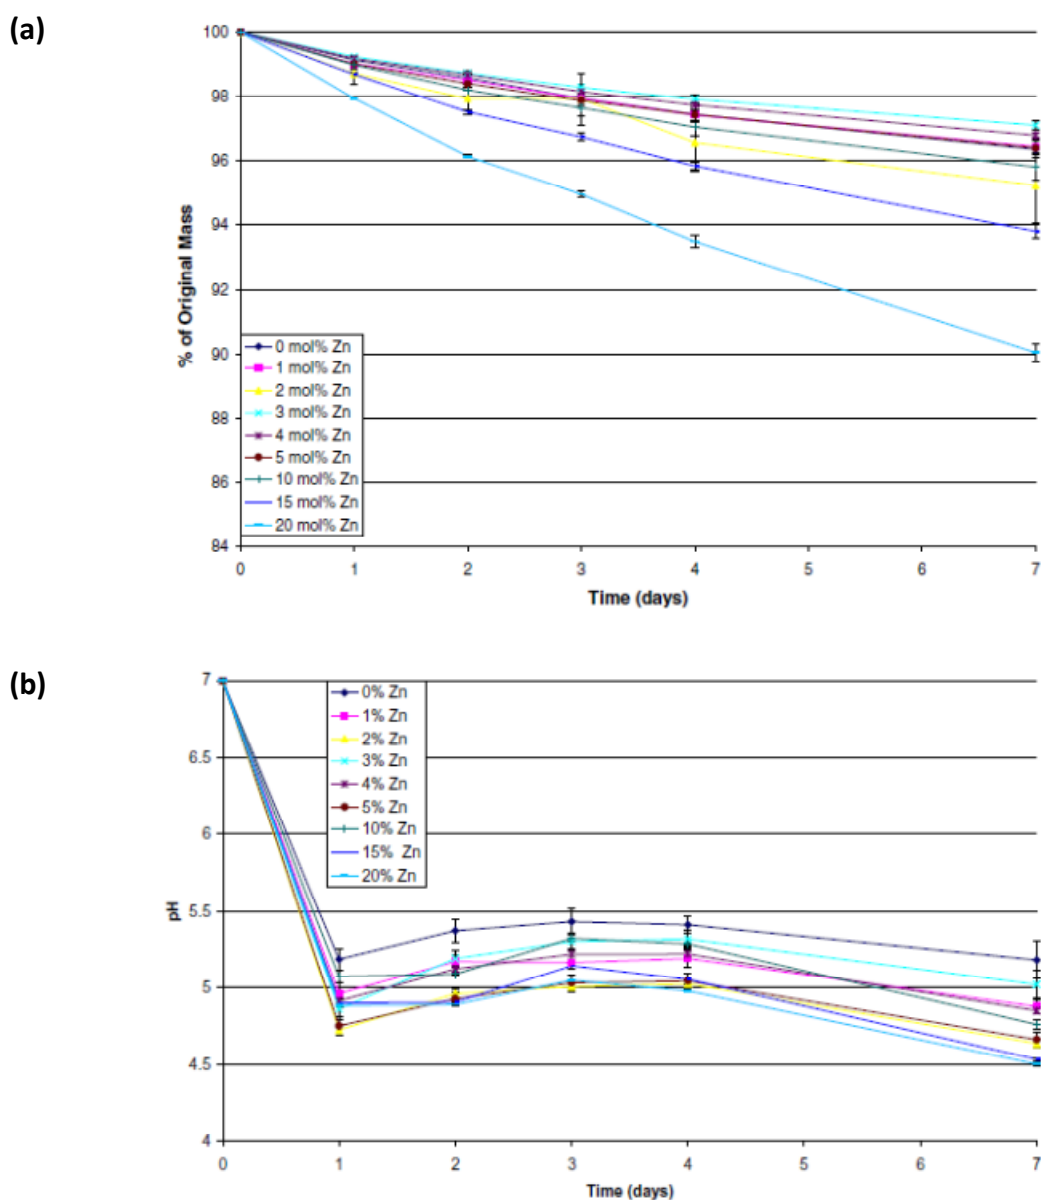 (a)
100
98
96
94
92
90
88
86
84
% of Original Mass
0 mol% Zn
1 mol% Zn
2 mol% Zn
3 mol% Zn
4 mol% Zn
5 mol% Zn
10 mol% Zn
15 mol% Zn
20 mol% Zn
0 1 2 3 4 5 6 7
Time (days)
(b)
7
6.5
6
5.5
5
4.5
4
pH
0% Zn
1% Zn
2% Zn
3% Zn
4% Zn
5% Zn
10% Zn
15% Zn
20% Zn
0 1 2 3 4 5 6 7
Time (days)